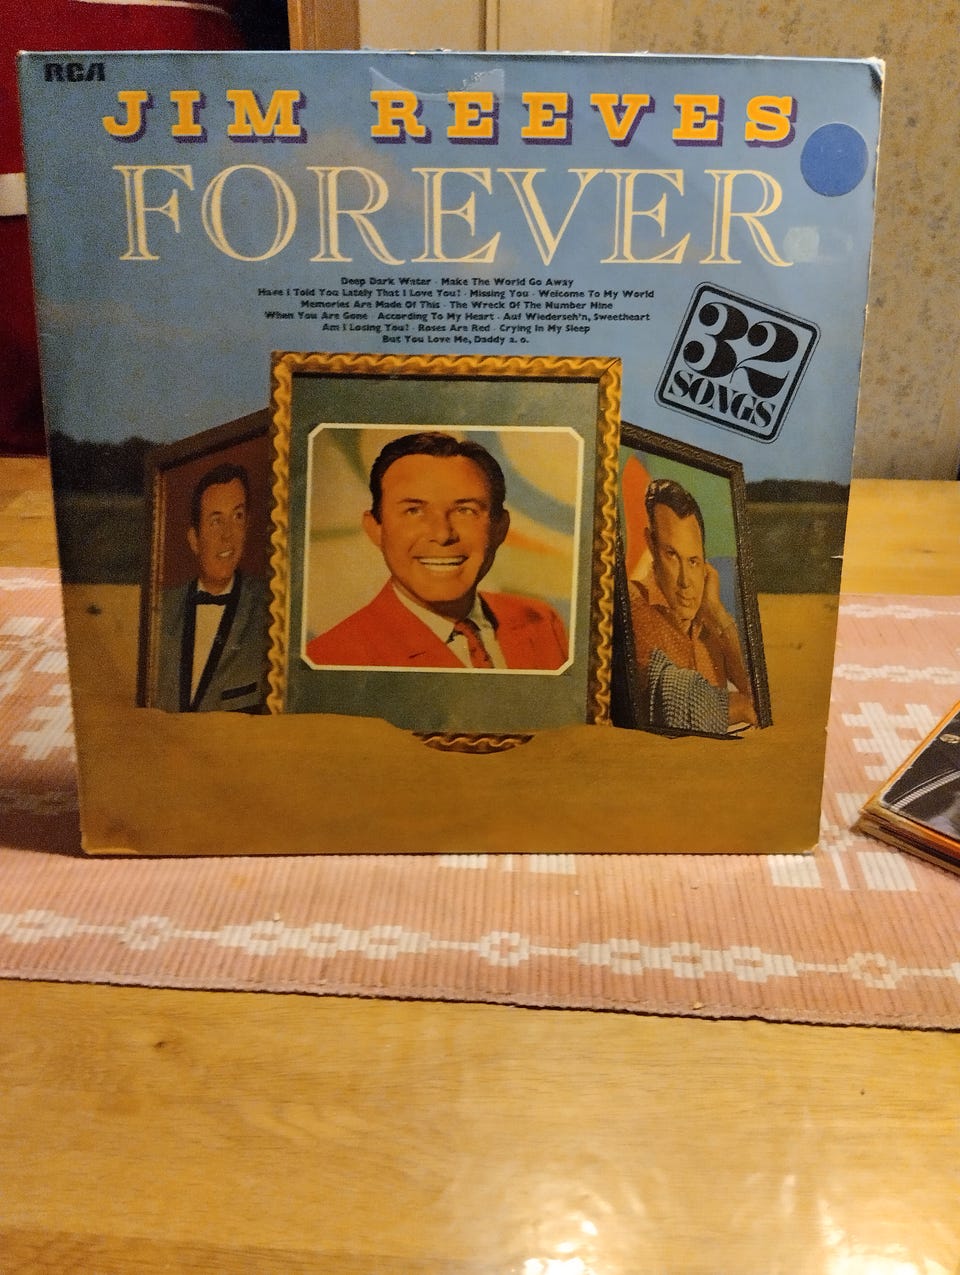 RCA
JIM REEVES
FOREVER
Deep Dark Water · Make The World Go Away
Have I Told You Lately That I Love You? · Missing You · Welcome To My World
Memories Are Made Of This · The Wreck Of The Number Nine
When You Are Gone · According To My Heart · Auf Wiederseh'n, Sweetheart
Am I Losing You? · Roses Are Red · Crying In My Sleep
But You Love Me, Daddy a. o.
32
SONGS